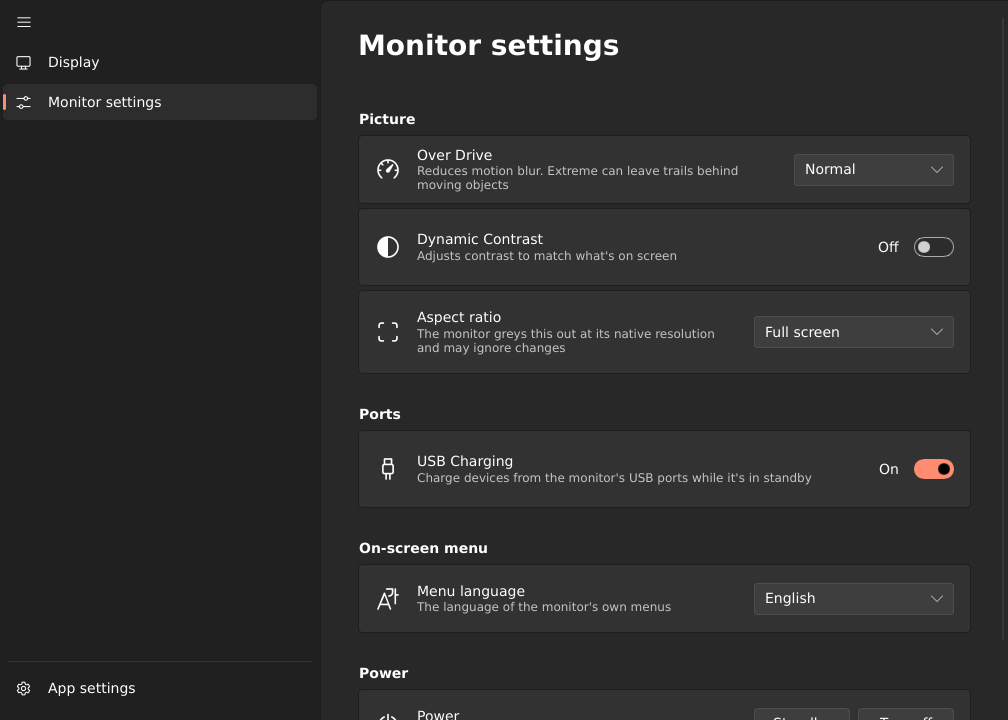 Display
Monitor settings
App settings
Monitor settings
Picture
Over Drive
Reduces motion blur. Extreme can leave trails behind
moving objects
Normal
Dynamic Contrast
Adjusts contrast to match what's on screen
Off
Aspect ratio
The monitor greys this out at its native resolution
and may ignore changes
Full screen
Ports
USB Charging
Charge devices from the monitor's USB ports while it's in standby
On
On-screen menu
Menu language
The language of the monitor's own menus
English
Power
Power
Standby
Turn off